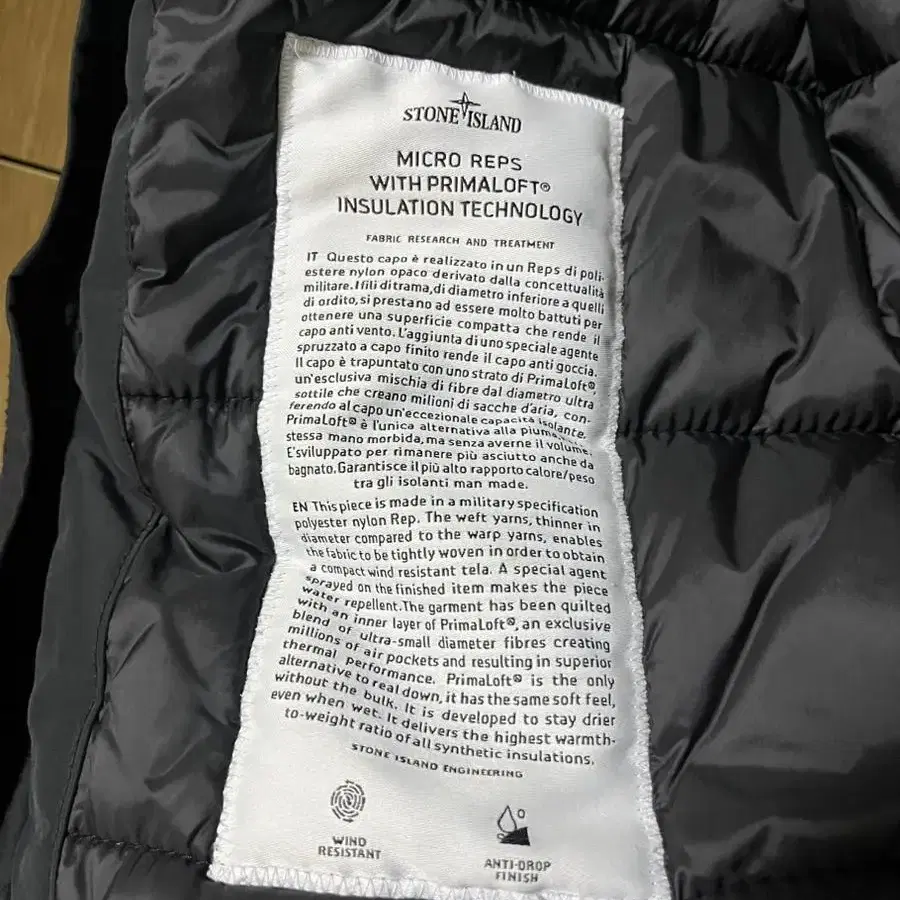 STONE ISLAND
MICRO REPS
WITH PRIMALOFT®
INSULATION TECHNOLOGY
FABRIC RESEARCH AND TREATMENT
IT Questo capo è realizzato in un Reps di poli-
estere nylon opaco derivato dalla concettualità
militare. I fili di trama, di diametro inferiore a quelli
di ordito, si prestano ad essere molto battuti per
ottenere una superficie compatta che rende il
capo anti vento. L'aggiunta di uno speciale agente
spruzzato a capo finito rende il capo anti goccia.
Il capo è trapuntato con uno strato di PrimaLoft®
un'esclusiva mischia di fibre dal diametro ultra
sottile che creano milioni di sacche d'aria, con-
ferendo al capo un'eccezionale capacità isolante.
PrimaLoft® è l'unica alternativa alla piuma,
stessa mano morbida, ma senza averne il volume.
E'sviluppato per rimanere più asciutto anche da
bagnato. Garantisce il più alto rapporto calore/peso
tra gli isolanti man made.
EN This piece is made in a military specification
polyester nylon Rep. The weft yarns, thinner in
diameter compared to the warp yarns, enables
the fabric to be tightly woven in order to obtain
a compact wind resistant tela. A special agent
sprayed on the finished item makes the piece
water repellent. The garment has been quilted
with an inner layer of PrimaLoft®, an exclusive
blend of ultra-small diameter fibres creating
millions of air pockets and resulting in superior
thermal performance. PrimaLoft® is the only
alternative to real down, it has the same soft feel,
without the bulk. It is developed to stay drier
even when wet. It delivers the highest warmth-
to-weight ratio of all synthetic insulations.
STONE ISLAND ENGINEERING
WIND
RESISTANT
ANTI-DROP
FINISH